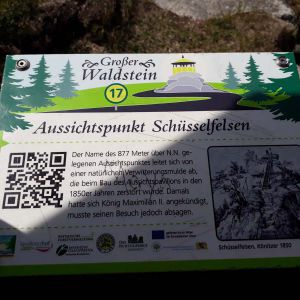 Großer
Waldstein
17
Aussichtspunkt Schüsselfelsen
Der Name des 877 Meter über N.N. ge-
legenen Aussichtspunktes leitet sich von
einer natürlichen Verwitterungsmulde ab,
die beim Bau des Aussichtspavillons in den
1850er Jahren zerstört wurde. Damals
hatte sich König Maximilian II. angekündigt,
musste seinen Besuch jedoch absagen.
Schüsselfelsen, Könitzer 1850